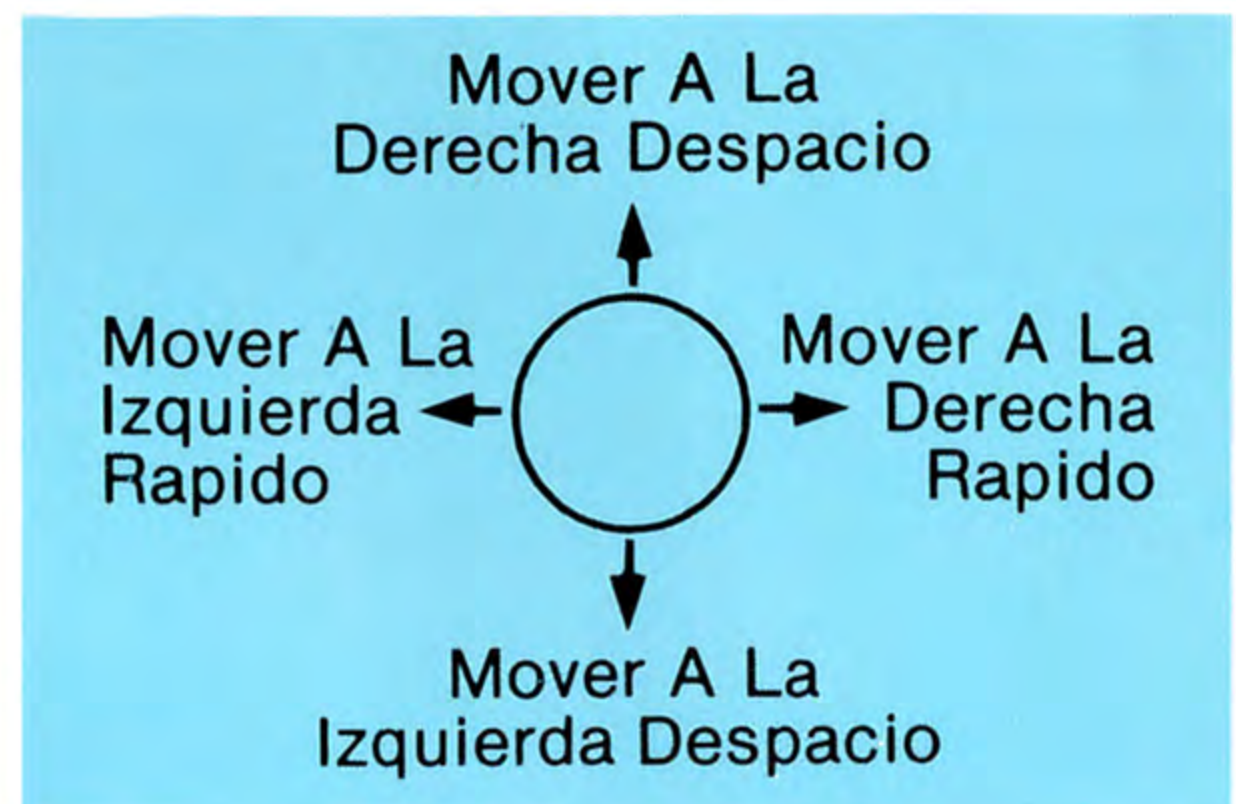 Mover A La
Derecha Despacio
Mover A La
Izquierda
Rapido
Mover A La
Derecha
Rapido
Mover A La
Izquierda Despacio